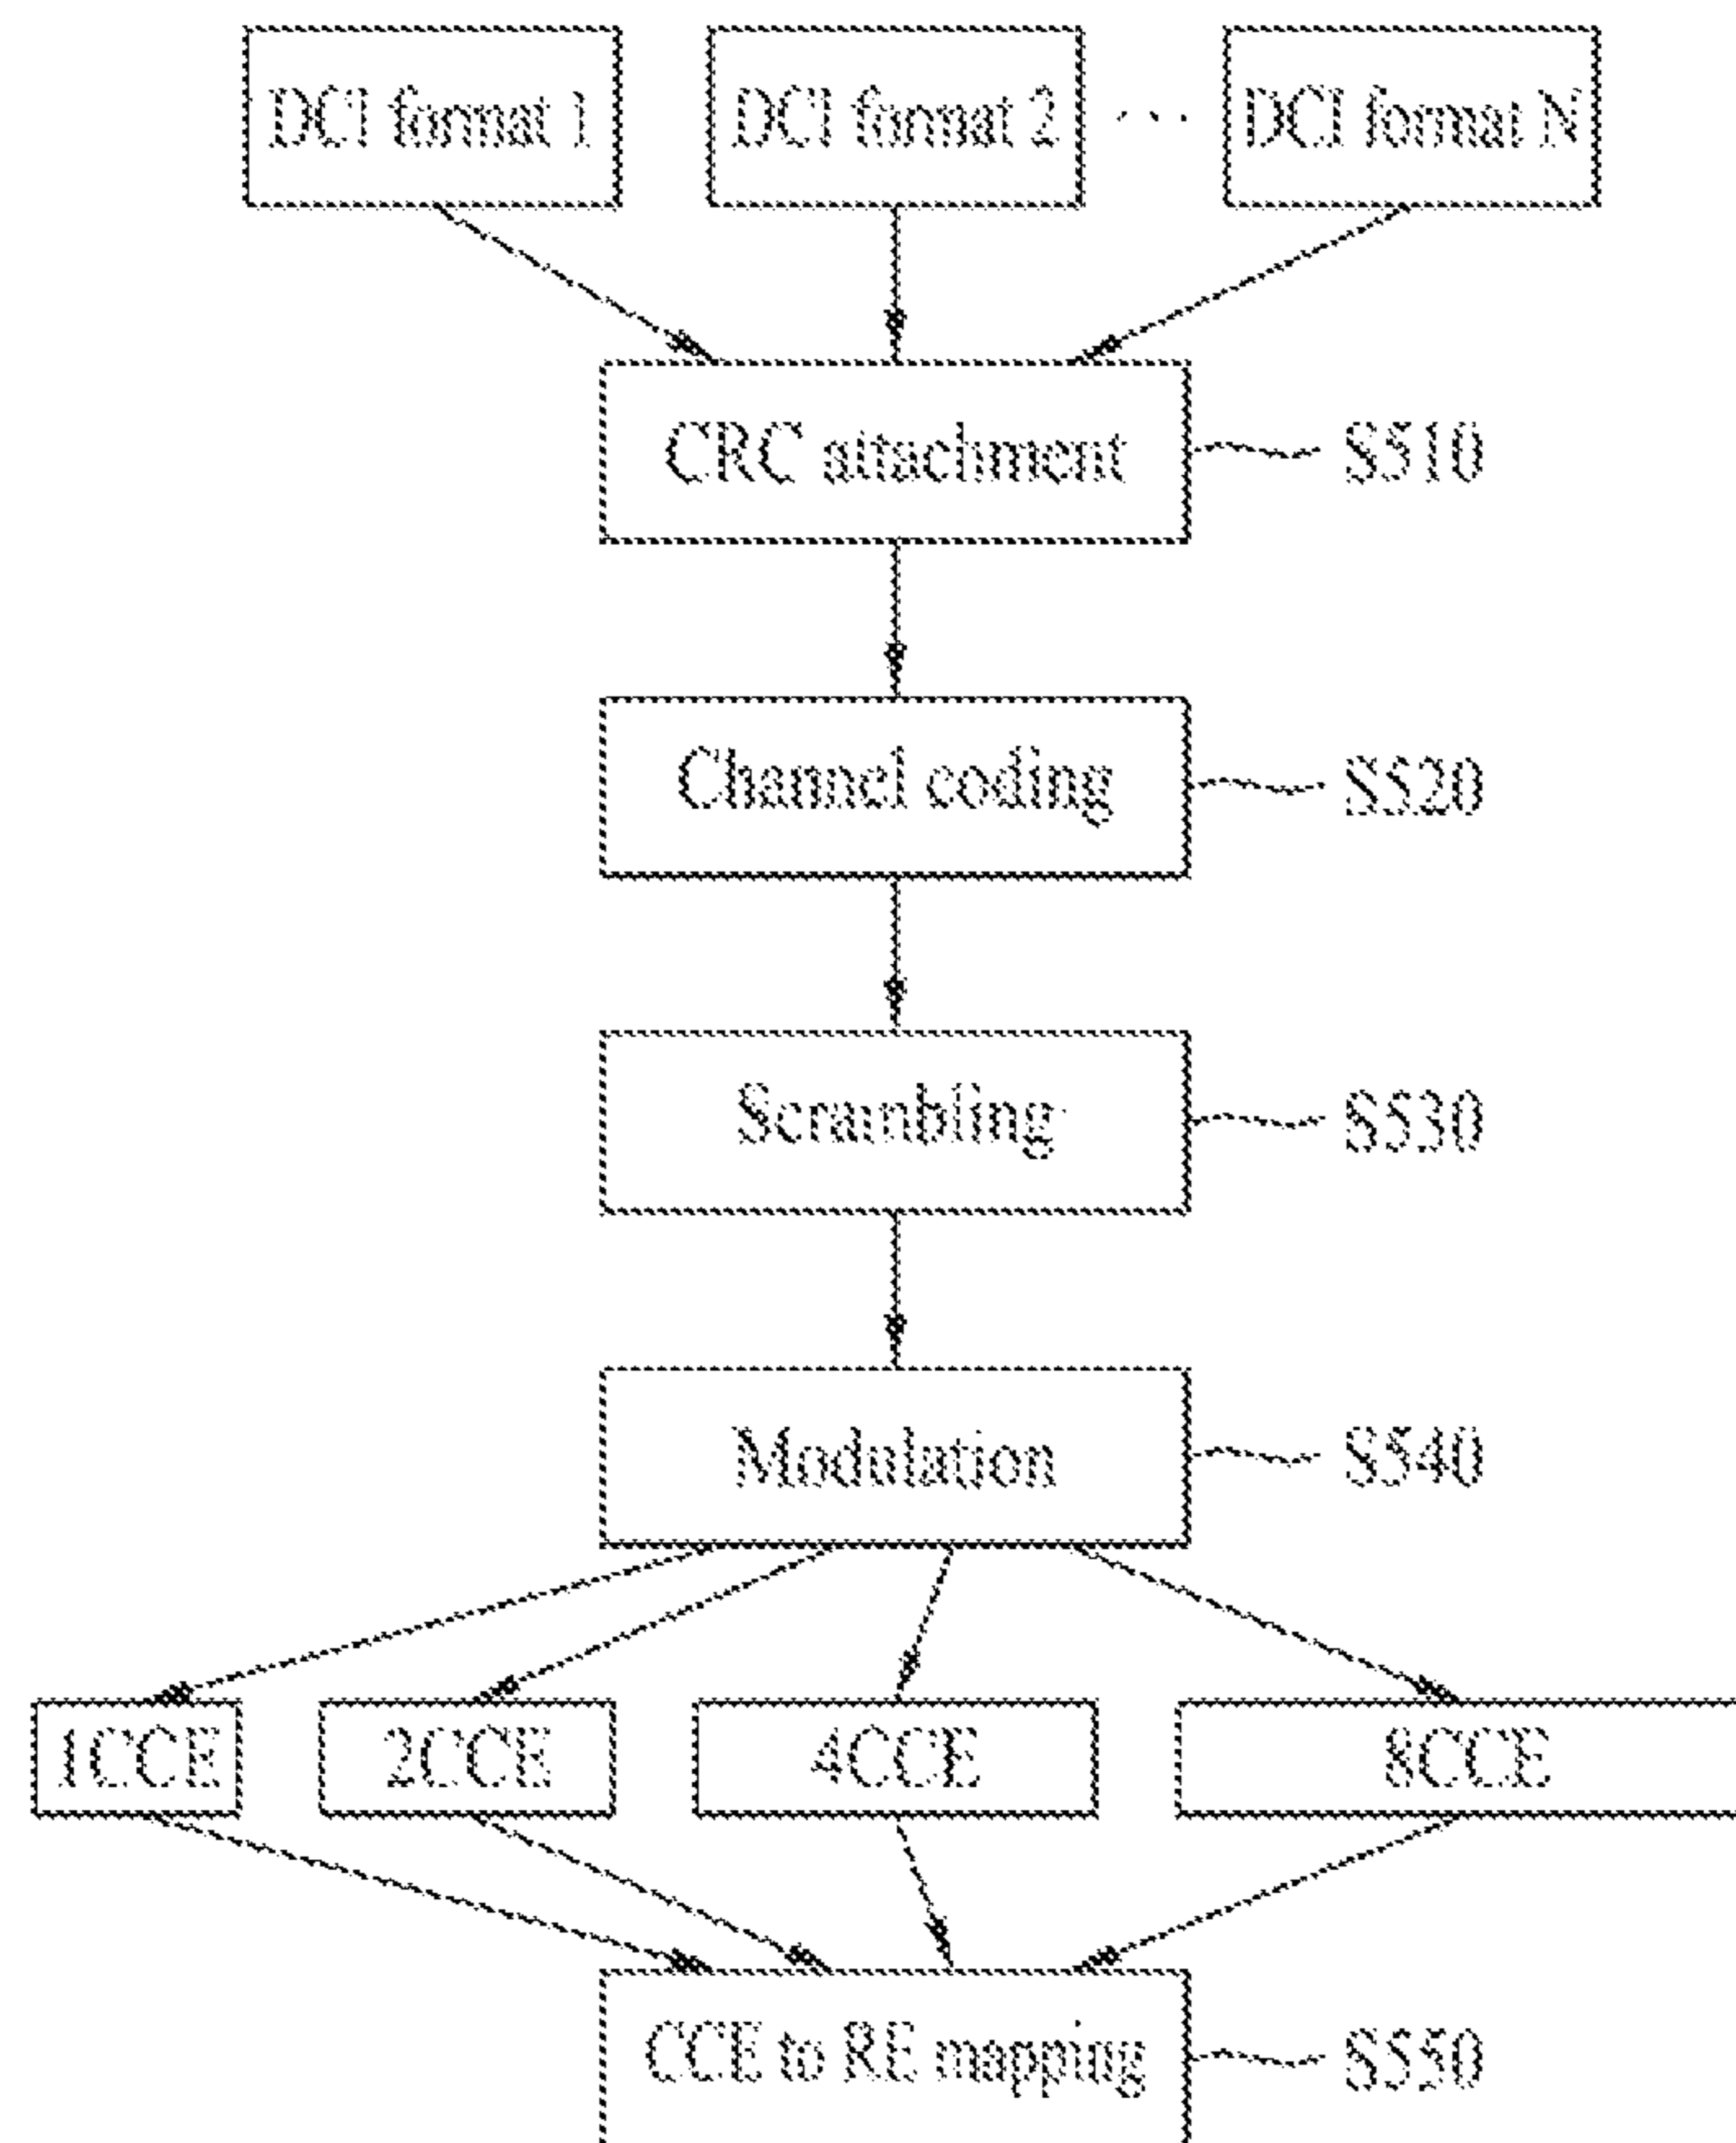 DCI format 1
DCI format 2
· · ·
DCI format N
CRC attachment
S510
Channel coding
S520
Scrambling
S530
Modulation
S540
1CCE
2CCE
4CCE
8CCE
CCE to RE mapping
S550